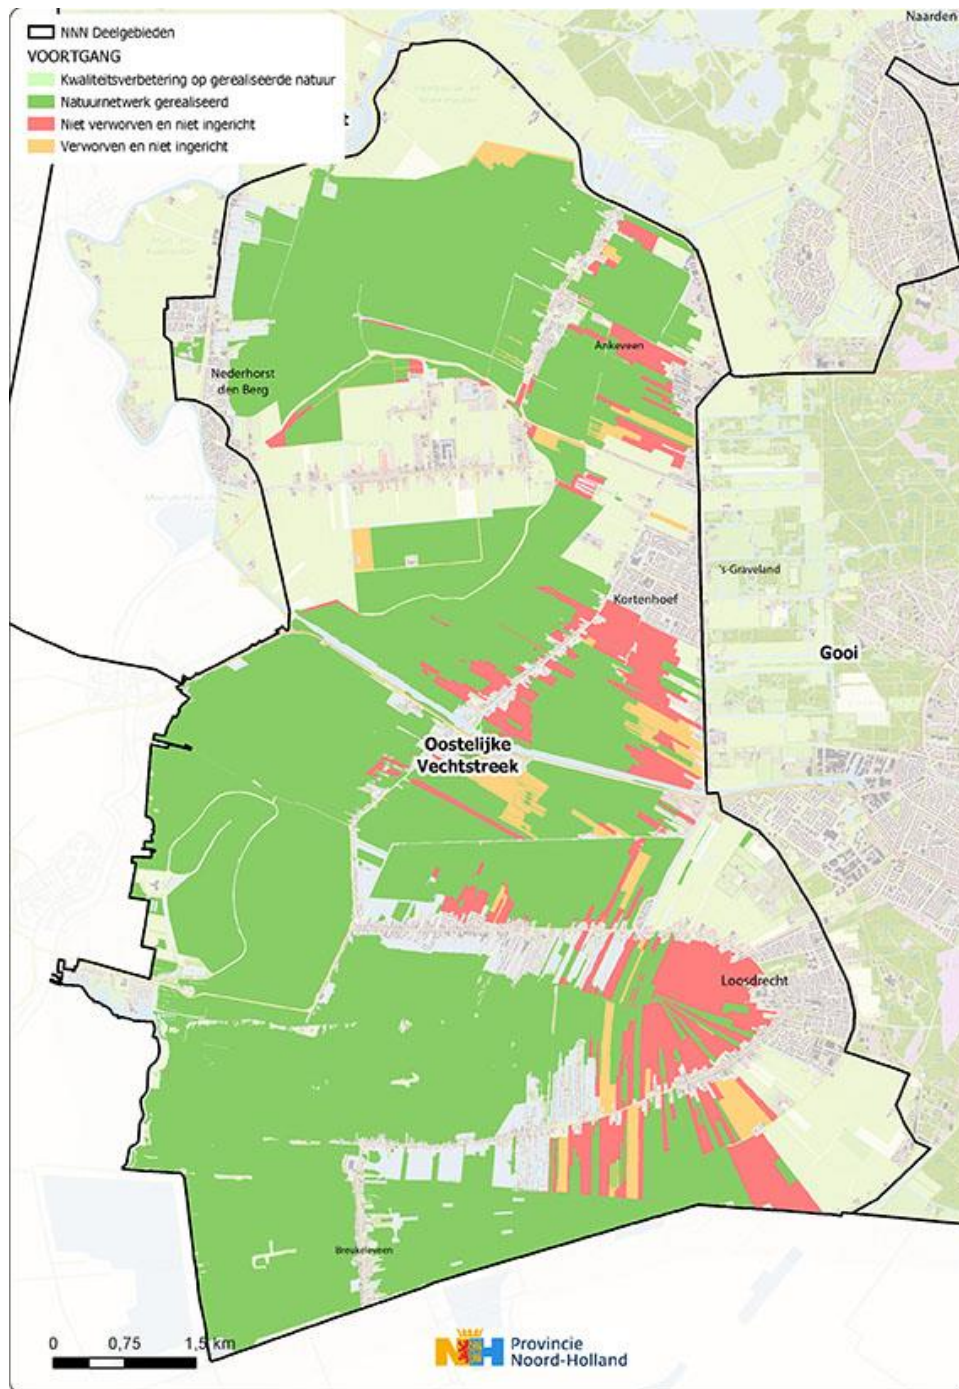 Naarden
NNN Deelgebieden
VOORTGANG
Kwaliteitsverbetering op gerealiseerde natuur
Natuurnetwerk gerealiseerd
Niet verworven en niet ingericht
t
Verworven en niet ingericht
Ankeveen
Nederhorst
den Berg
's-Graveland
Kortenhoef
Gooi
Oostelijke
Vechtstreek
Loosdrecht
Breukeleveen
0 0,75 1,5 km
NH Provincie
Noord-Holland